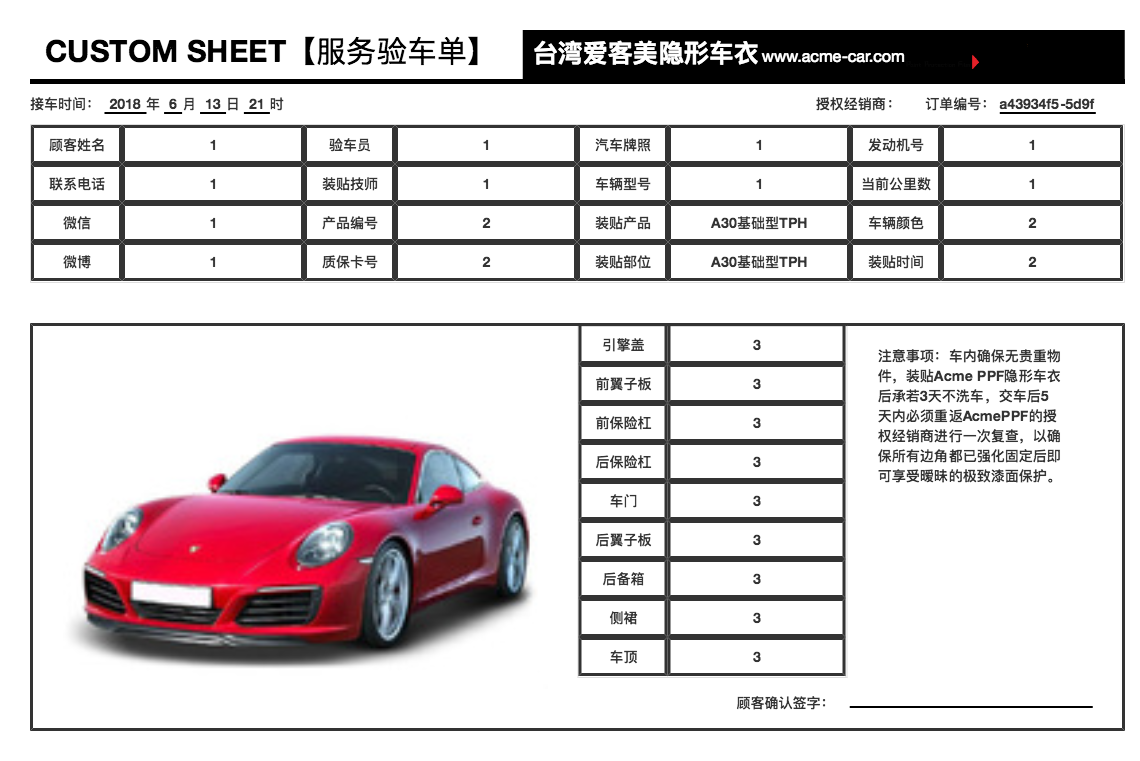 CUSTOM SHEET【服务验车单】 台湾爱客美隐形车衣 www.acme-car.com
接车时间： 2018 年 6 月 13 日 21 时 授权经销商： 订单编号： a43934f5-5d9f
顾客姓名 1 验车员 1 汽车牌照 1 发动机号 1
联系电话 1 装贴技师 1 车辆型号 1 当前公里数 1
微信 1 产品编号 2 装贴产品 A30基础型TPH 车辆颜色 2
微博 1 质保卡号 2 装贴部位 A30基础型TPH 装贴时间 2
引擎盖 3
前翼子板 3
前保险杠 3
后保险杠 3
车门 3
后翼子板 3
后备箱 3
侧裙 3
车顶 3
注意事项：车内确保无贵重物
件，装贴Acme PPF隐形车衣
后承若3天不洗车，交车后5
天内必须重返AcmePPF的授
权经销商进行一次复查，以确
保所有边角都已强化固定后即
可享受暧昧的极致漆面保护。
顾客确认签字：